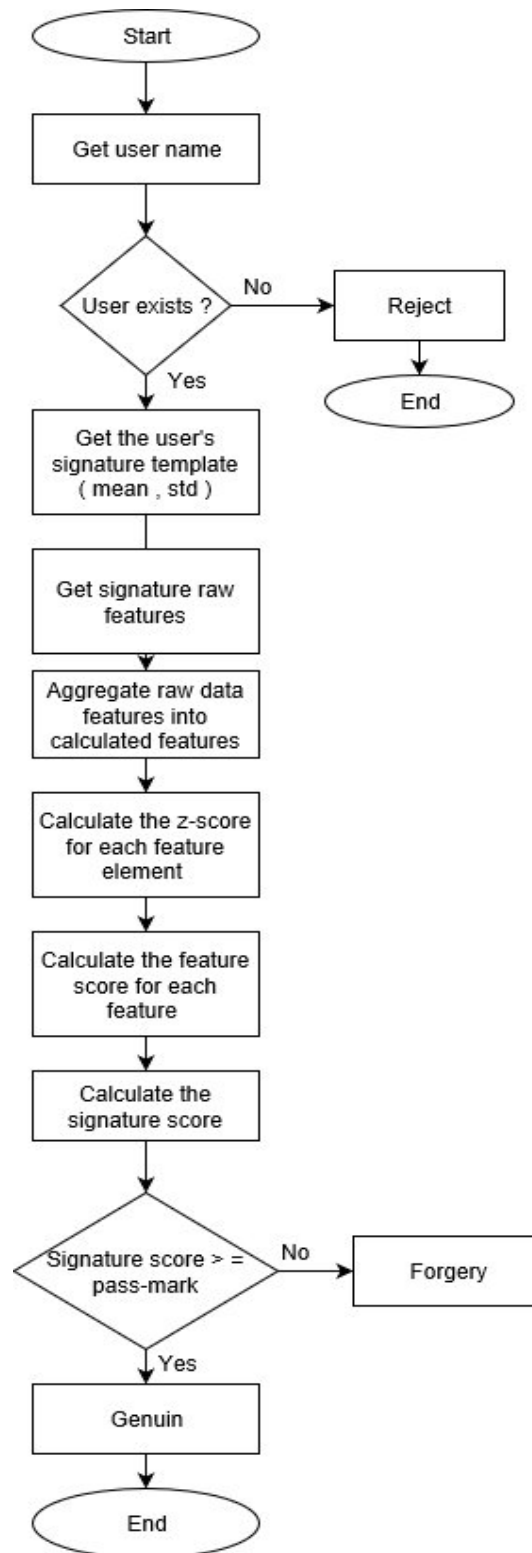 Start
Get user name
User exists ?
No
Reject
End
Yes
Get the user's
signature template
( mean , std )
Get signature raw
features
Aggregate raw data
features into
calculated features
Calculate the z-score
for each feature
element
Calculate the feature
score for each
feature
Calculate the
signature score
Signature score > =
pass-mark
No
Forgery
Yes
Genuin
End